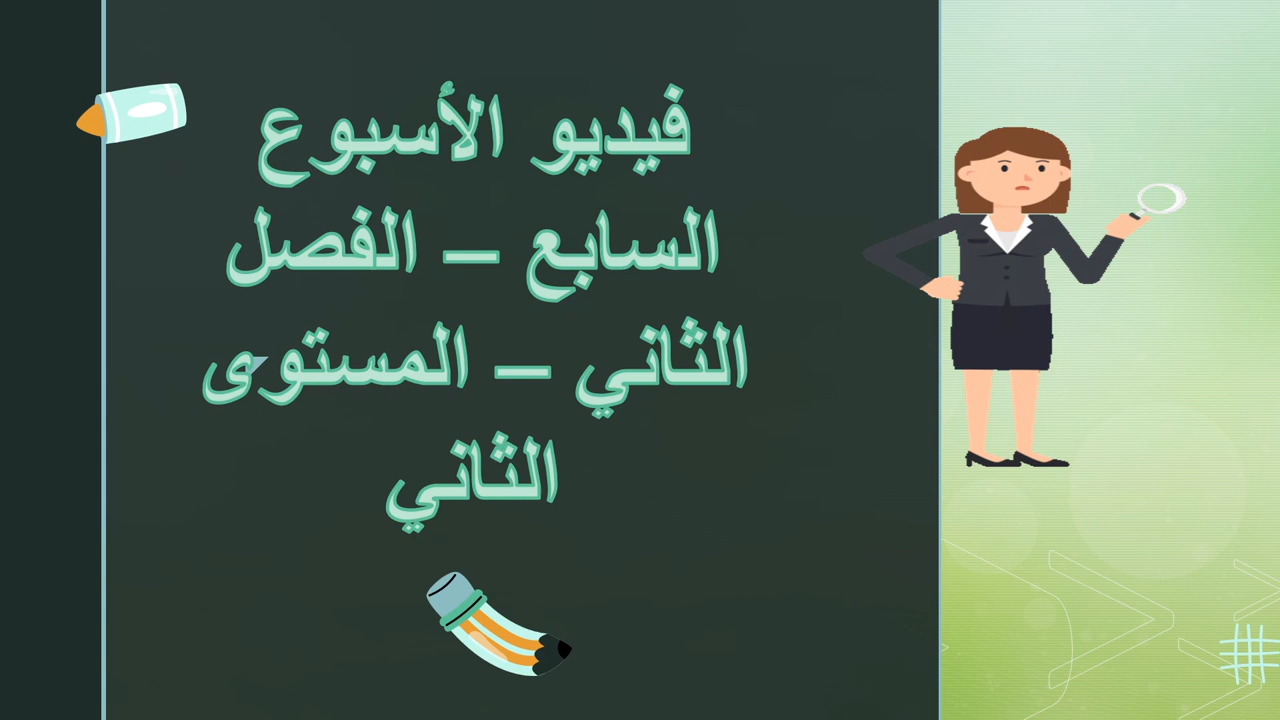 فيديو الأسبوع
السابع – الفصل
الثاني – المستوى
الثاني